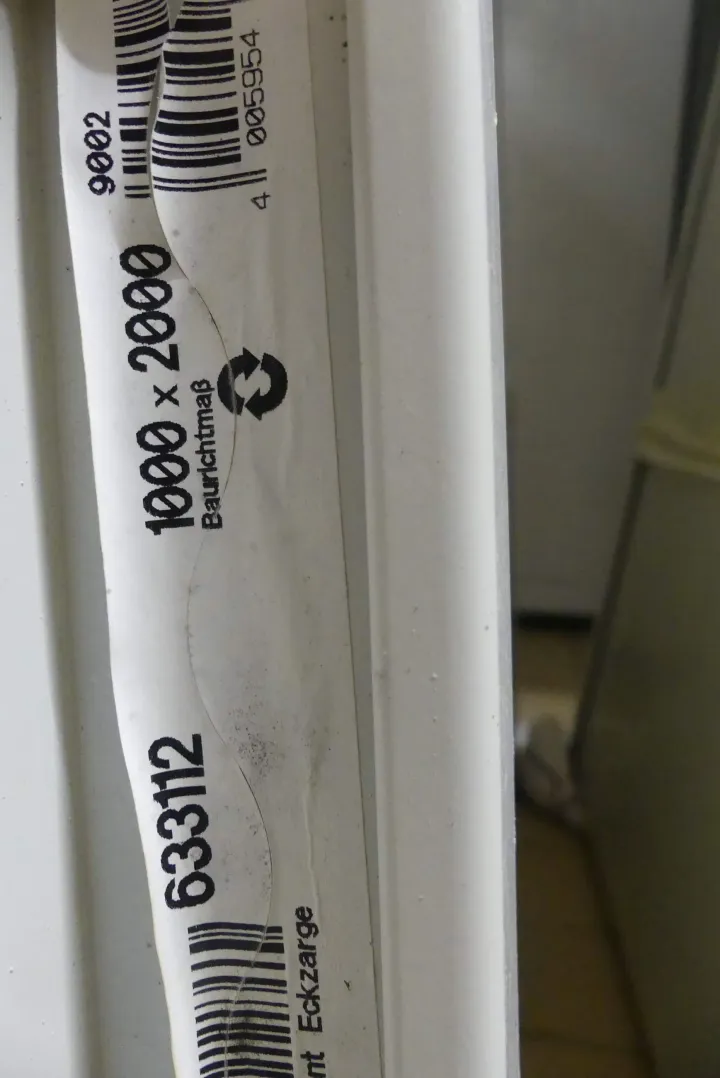 633112
1000 x 2000
Baurichtmaß
9002
4 005954
Eckzarge